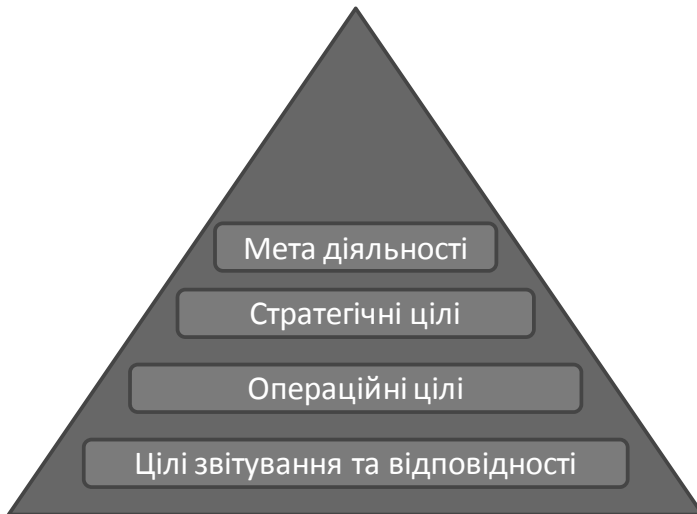 Мета діяльності
Стратегічні цілі
Операційні цілі
Цілі звітування та відповідності